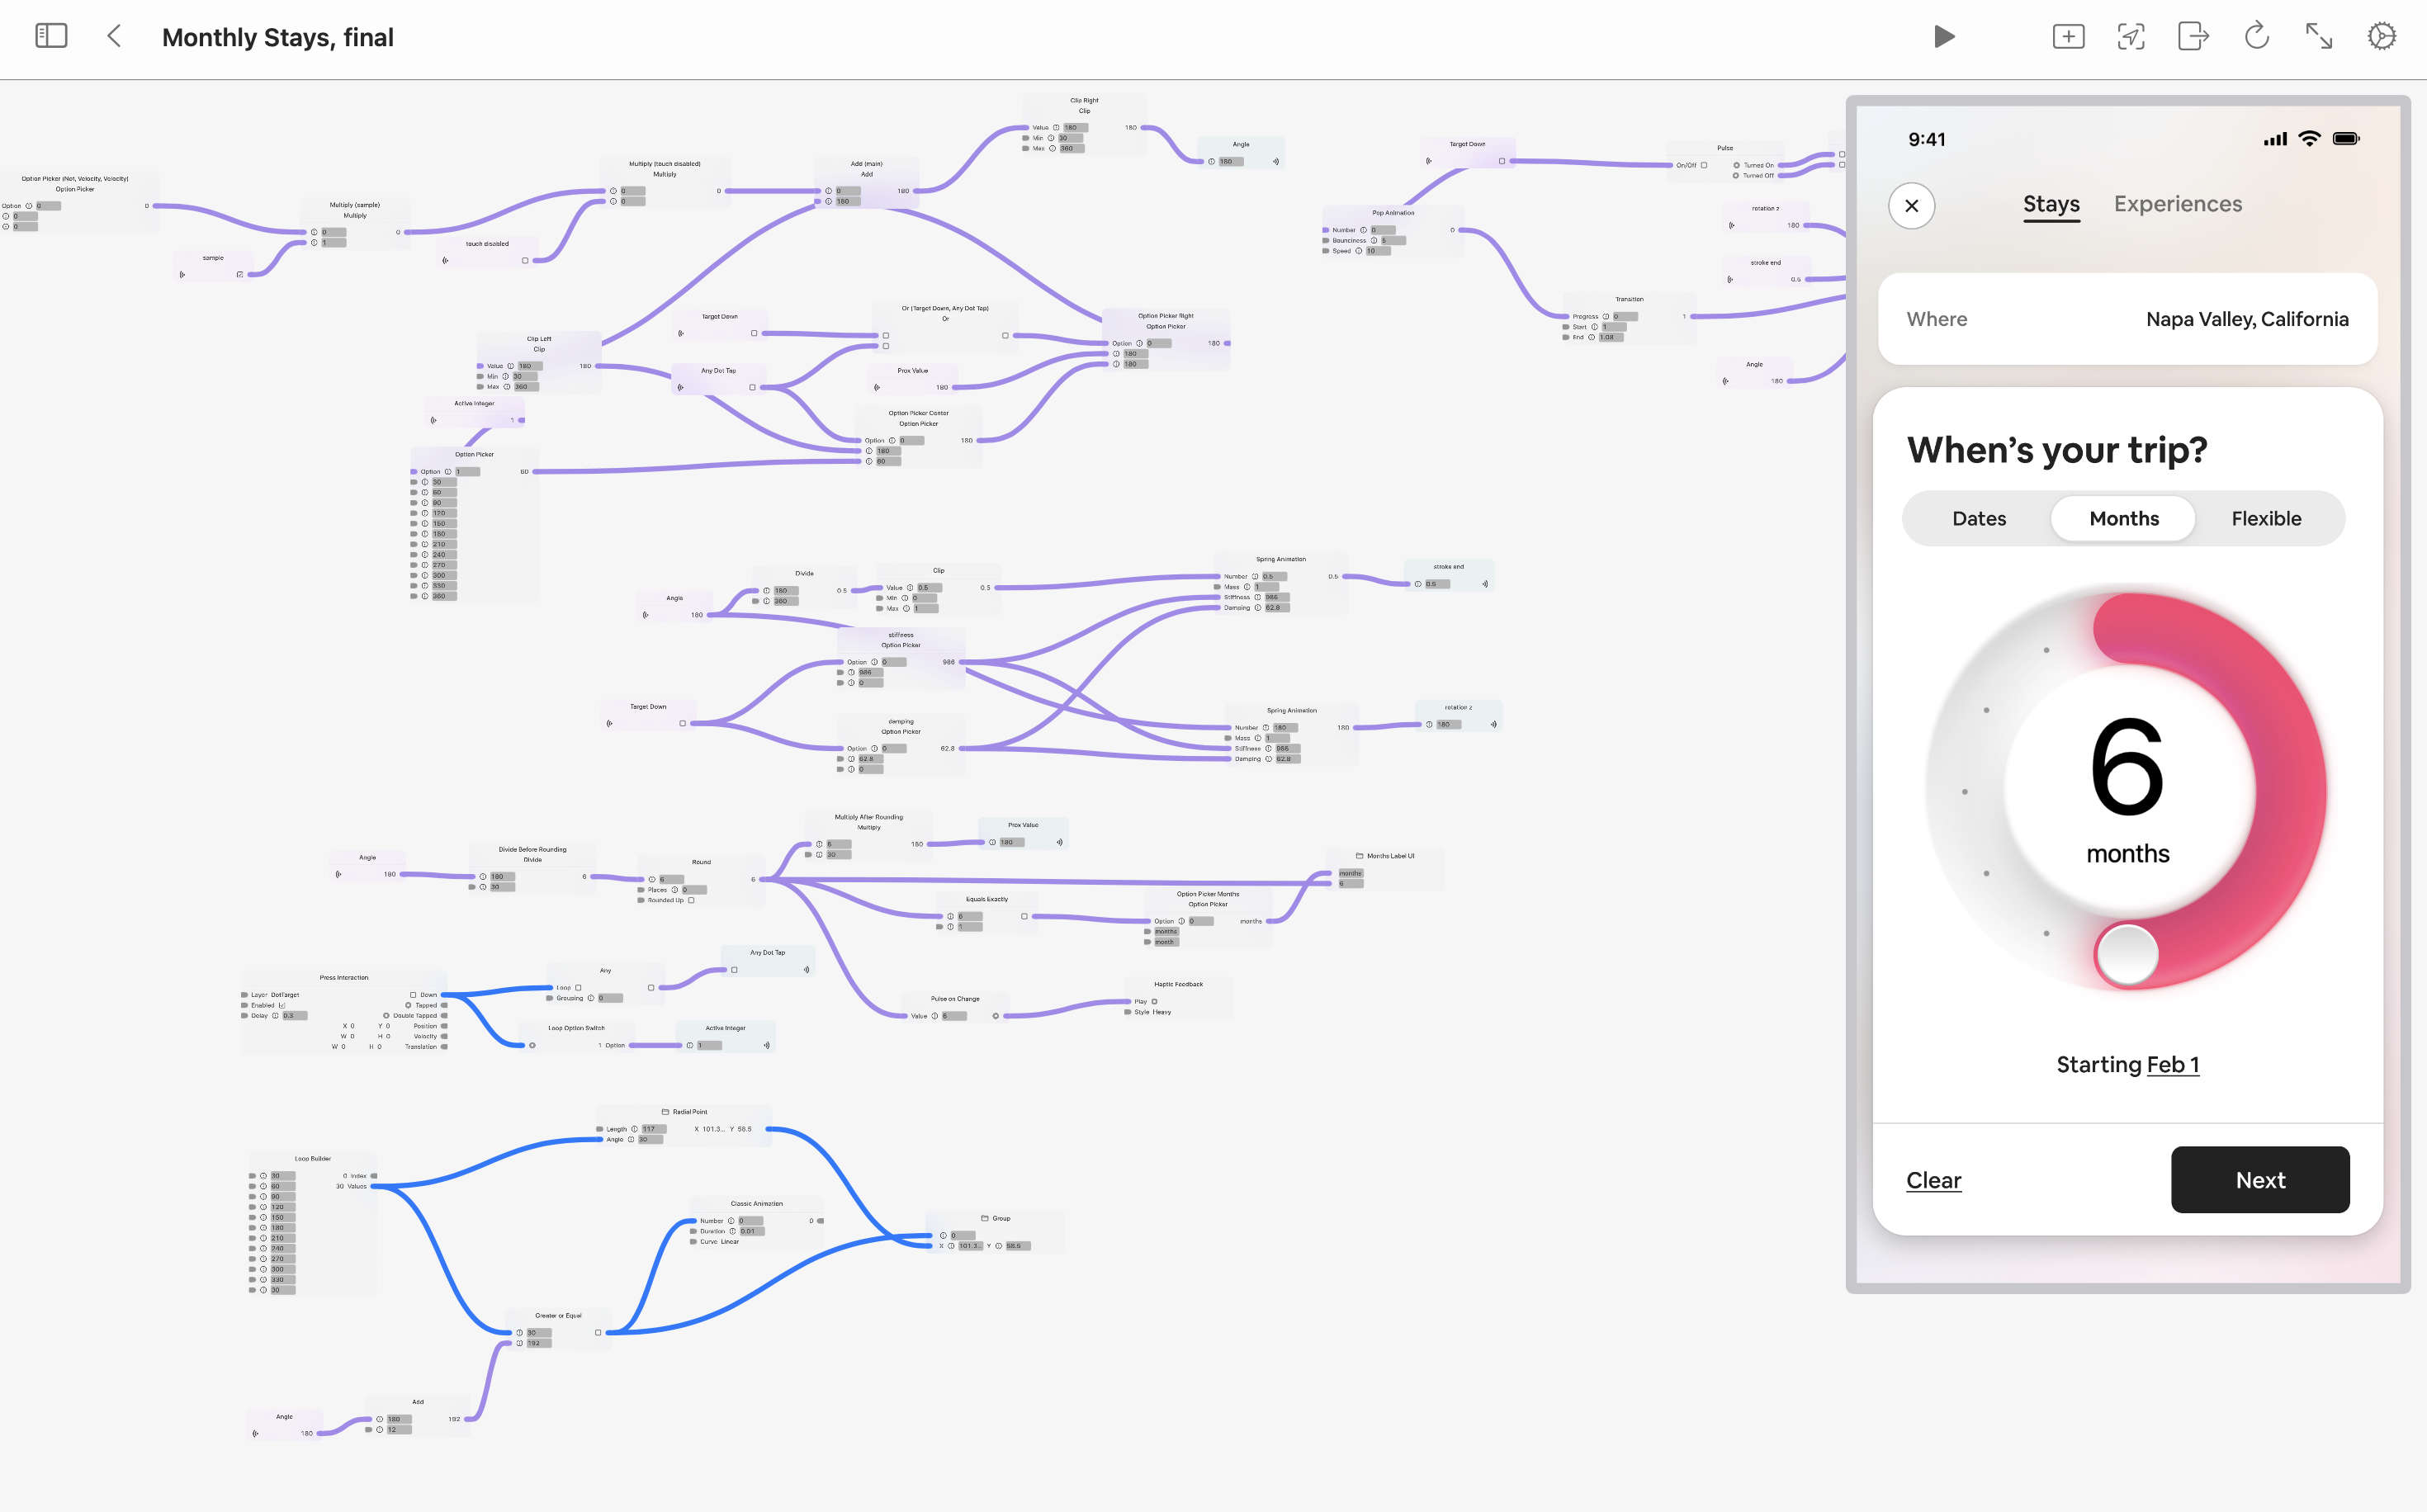 Monthly Stays, final
Option Picker (Not, Velocity, Velocity)
Option Picker
Option 0 0
0
0
sample
Multiply (sample)
Multiply
0 0
1
touch disabled
Multiply (touch disabled)
Multiply
0 0
0
Add (main)
Add
0 180
180
Clip Right
Clip
Value 180 180
Min 30
Max 360
Angle
180
Target Down
Pulse
On/Off Turned On
Turned Off
Pop Animation
Number 0 0
Bounciness 5
Speed 10
rotation z
180
stroke end
0.5
Transition
Progress 0 1
Start 1
End 1.08
Angle
180
Clip Left
Clip
Value 180 180
Min 30
Max 360
Target Down
Or (Target Down, Any Dot Tap)
Or
Any Dot Tap
Prox Value
180
Option Picker Right
Option Picker
Option 0 180
180
180
Active Integer
1
Option Picker Center
Option Picker
Option 0 180
180
60
Option Picker
Option 1 60
30
60
90
120
150
180
210
240
270
300
330
360
Angle
180
Divide
180 0.5
360
Clip
Value 0.5 0.5
Min 0
Max 1
Spring Animation
Number 0.5 0.5
Mass 1
Stiffness 986
Damping 62.8
stroke end
0.5
stiffness
Option Picker
Option 0 986
986
0
Target Down
damping
Option Picker
Option 0 62.8
62.8
0
Spring Animation
Number 180 180
Mass 1
Stiffness 986
Damping 62.8
rotation z
180
Angle
180
Divide Before Rounding
Divide
180 6
30
Round
6 6
Places 0
Rounded Up
Multiply After Rounding
Multiply
6 180
30
Prox Value
180
Equals Exactly
6
1
Option Picker Months
Option Picker
Option 0 months
months
month
Months Label UI
months
6
Press Interaction
Layer DotTarget Down
Enabled Tapped
Delay 0.3 Double Tapped
X 0 Y 0 Position
W 0 H 0 Velocity
W 0 H 0 Translation
Any
Loop
Grouping 0
Any Dot Tap
Loop Option Switch
1 Option
Active Integer
1
Pulse on Change
Value 6
Haptic Feedback
Play
Style Heavy
Radial Point
Length 117 X 101.3... Y 58.5
Angle 30
Loop Builder
30 0 Index
60 30 Values
90
120
150
180
210
240
270
300
330
30
Classic Animation
Number 0 0
Duration 0.01
Curve Linear
Group
0
X 101.3... Y 58.5
Greater or Equal
30
192
Angle
180
Add
180 192
12
9:41
Stays Experiences
Where Napa Valley, California
When's your trip?
Dates Months Flexible
6
months
Starting Feb 1
Clear Next